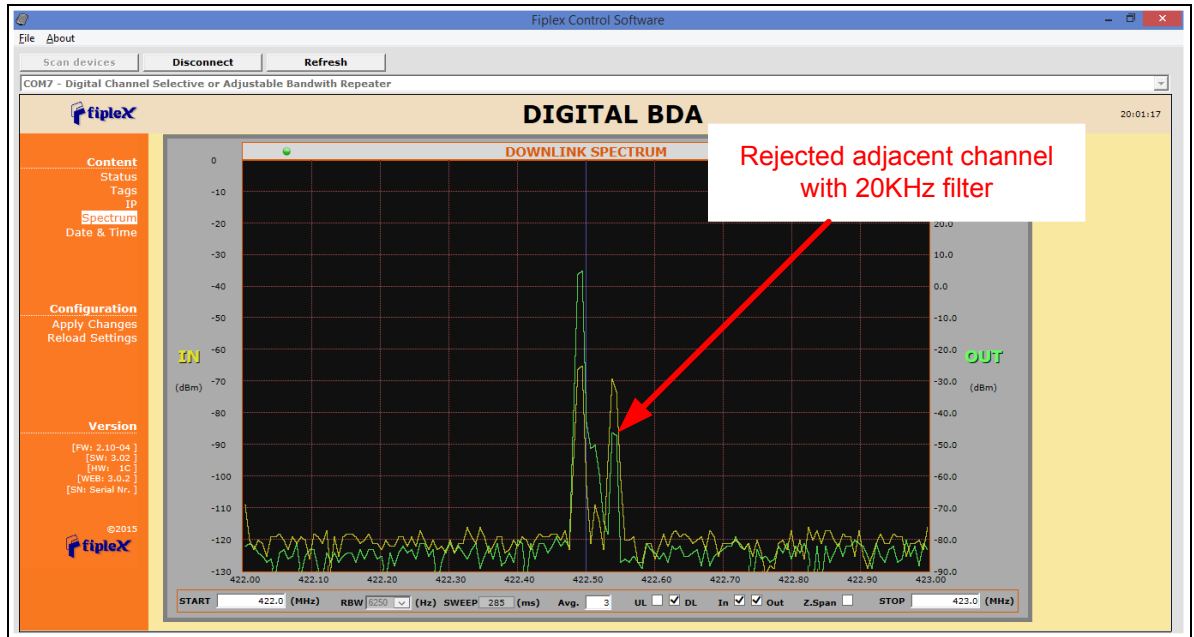 Fiplex Control Software
File About
Scan devices Disconnect Refresh
COM7 - Digital Channel Selective or Adjustable Bandwith Repeater
fipleX
DIGITAL BDA
20:01:17
Content
Status
Tags
IP
Spectrum
Date & Time
Configuration
Apply Changes
Reload Settings
Version
[FW: 2.10-04 ]
[SW: 3.02 ]
[HW: 1C ]
[WEB: 3.0.2 ]
[SN: Serial Nr. ]
©2015
fipleX
DOWNLINK SPECTRUM
Rejected adjacent channel
with 20KHz filter
IN
(dBm)
0
-10
-20
-30
-40
-50
-60
-70
-80
-90
-100
-110
-120
-130
20.0
10.0
0.0
-10.0
-20.0
-30.0
-40.0
-50.0
-60.0
-70.0
-80.0
-90.0
OUT
(dBm)
422.00 422.10 422.20 422.30 422.40 422.50 422.60 422.70 422.80 422.90 423.00
START 422.0 (MHz) RBW 6250 (Hz) SWEEP 285 (ms) Avg. 3 UL DL In Out Z.Span STOP 423.0 (MHz)